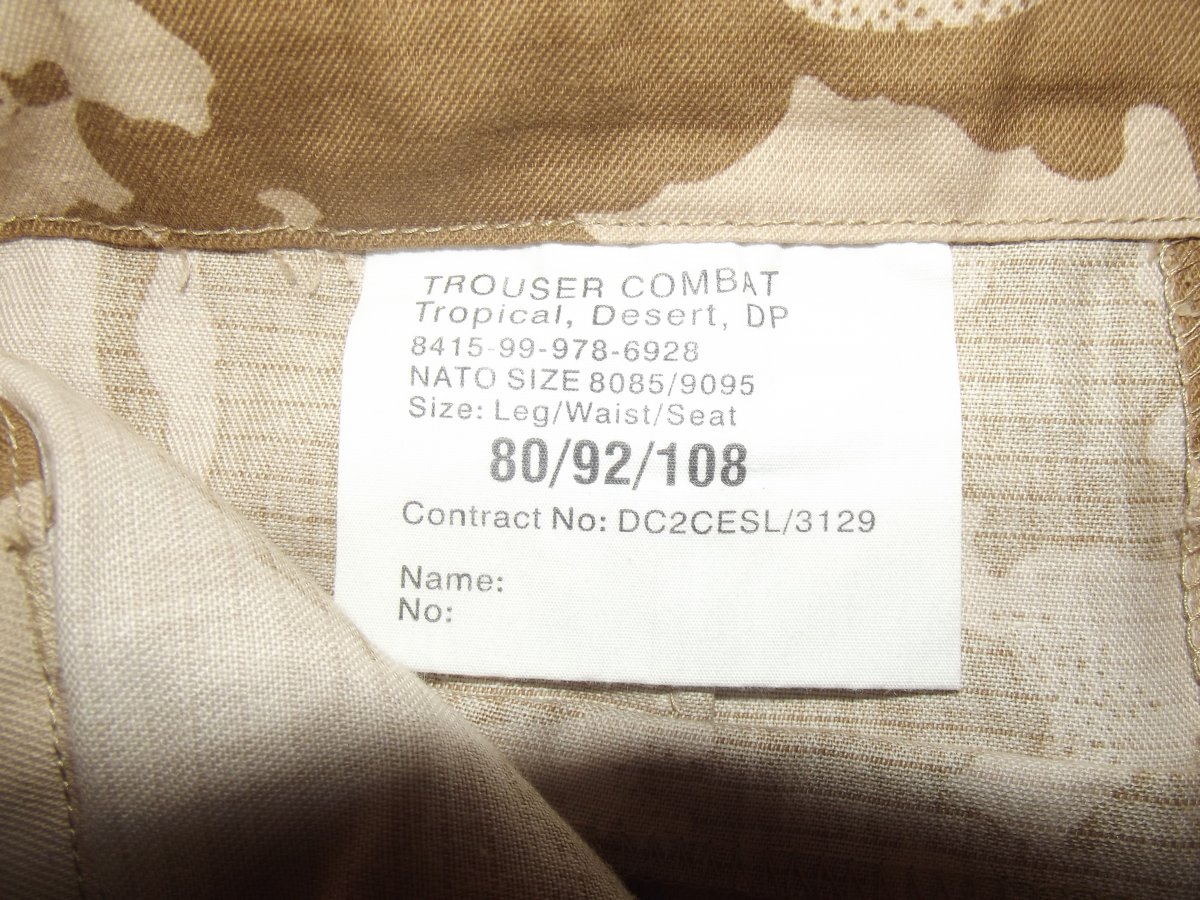 TROUSER COMBAT
Tropical, Desert, DP
8415-99-978-6928
NATO SIZE 8085/9095
Size: Leg/Waist/Seat
80/92/108
Contract No: DC2CESL/3129
Name:
No: